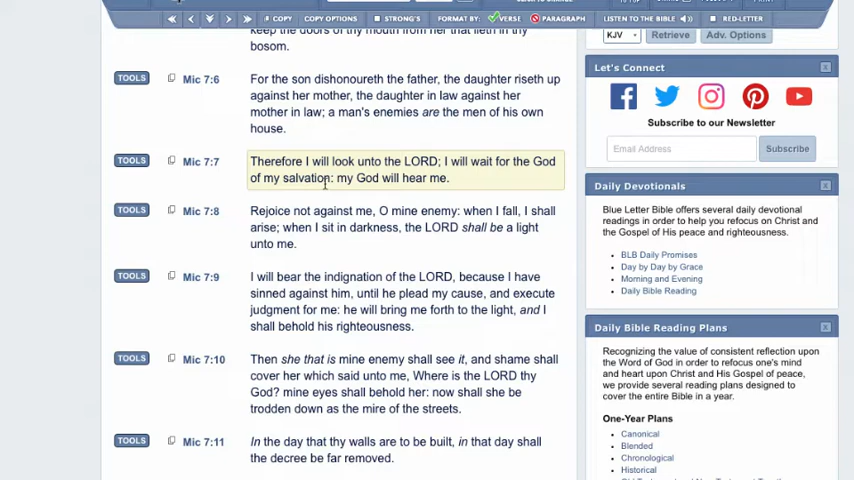 COPY COPY OPTIONS STRONG'S FORMAT BY: VERSE PARAGRAPH LISTEN TO THE BIBLE RED-LETTER
keep the doors of thy mouth from her that lieth in thy
bosom.
TOOLS Mic 7:6 For the son dishonoureth the father, the daughter riseth up
against her mother, the daughter in law against her
mother in law; a man's enemies are the men of his own
house.
TOOLS Mic 7:7 Therefore I will look unto the LORD; I will wait for the God
of my salvation: my God will hear me.
TOOLS Mic 7:8 Rejoice not against me, O mine enemy: when I fall, I shall
arise; when I sit in darkness, the LORD shall be a light
unto me.
TOOLS Mic 7:9 I will bear the indignation of the LORD, because I have
sinned against him, until he plead my cause, and execute
judgment for me: he will bring me forth to the light, and I
shall behold his righteousness.
TOOLS Mic 7:10 Then she that is mine enemy shall see it, and shame shall
cover her which said unto me, Where is the LORD thy
God? mine eyes shall behold her: now shall she be
trodden down as the mire of the streets.
TOOLS Mic 7:11 In the day that thy walls are to be built, in that day shall
the decree be far removed.
KJV Retrieve Adv. Options
Let's Connect
Subscribe to our Newsletter
Email Address Subscribe
Daily Devotionals
Blue Letter Bible offers several daily devotional
readings in order to help you refocus on Christ and
the Gospel of His peace and righteousness.
BLB Daily Promises
Day by Day by Grace
Morning and Evening
Daily Bible Reading
Daily Bible Reading Plans
Recognizing the value of consistent reflection upon
the Word of God in order to refocus one's mind
and heart upon Christ and His Gospel of peace,
we provide several reading plans designed to
cover the entire Bible in a year.
One-Year Plans
Canonical
Blended
Chronological
Historical